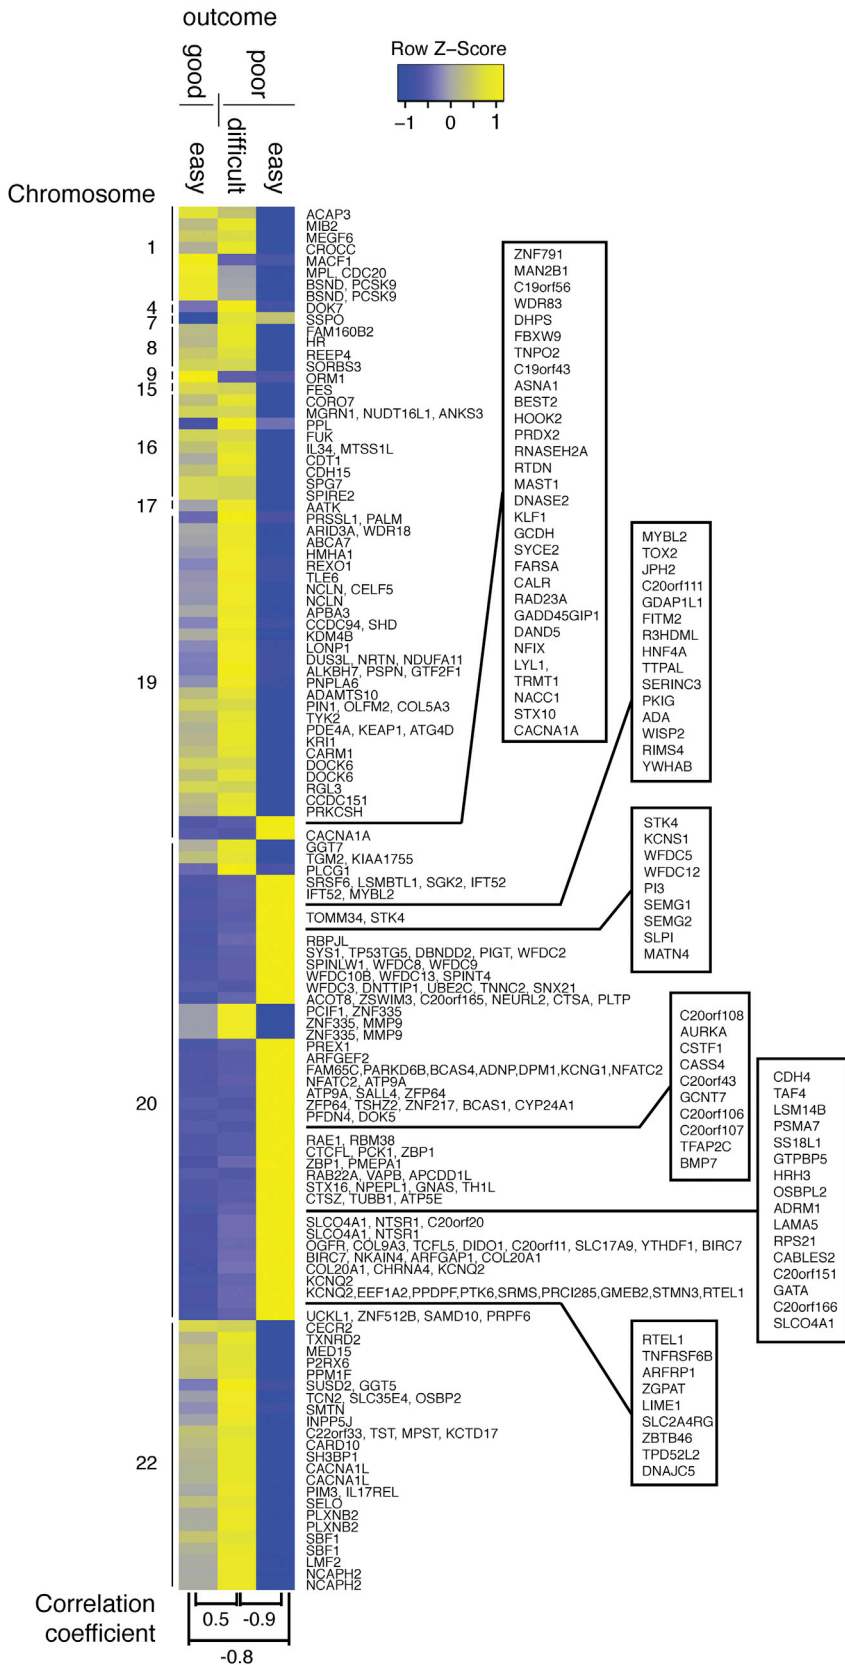 outcome
good
poor
easy
difficult
easy
Row Z-Score
−1 0 1
Chromosome
1
4
7
8
9
15
16
17
19
20
22
ACAP3
MIB2
MEGF6
CROCC
MACF1
MPL, CDC20
BSND, PCSK9
BSND, PCSK9
DOK7
SSPO
FAM160B2
HR
REEP4
SORBS3
ORM1
FES
CORO7
MGRN1, NUDT16L1, ANKS3
PPL
FUK
IL34, MTSS1L
CDT1
CDH15
SPG7
SPIRE2
AATK
PRSSL1, PALM
ARID3A, WDR18
ABCA7
HMHA1
REXO1
TLE6
NCLN, CELF5
NCLN
APBA3
CCDC94, SHD
KDM4B
LONP1
DUS3L, NRTN, NDUFA11
ALKBH7, PSPN, GTF2F1
PNPLA6
ADAMTS10
PIN1, OLFM2, COL5A3
TYK2
PDE4A, KEAP1, ATG4D
KRI1
CARM1
DOCK6
DOCK6
RGL3
CCDC151
PRKCSH
CACNA1A
GGT7
TGM2, KIAA1755
PLCG1
SRSF6, LSMBTL1, SGK2, IFT52
IFT52, MYBL2
TOMM34, STK4
RBPJL
SYS1, TP53TG5, DBNDD2, PIGT, WFDC2
SPINLW1, WFDC8, WFDC9
WFDC10B, WFDC13, SPINT4
WFDC3, DNTTIP1, UBE2C, TNNC2, SNX21
ACOT8, ZSWIM3, C20orf165, NEURL2, CTSA, PLTP
PCIF1, ZNF335
ZNF335, MMP9
ZNF335, MMP9
PREX1
ARFGEF2
FAM65C,PARKD6B,BCAS4,ADNP,DPM1,KCNG1,NFATC2
NFATC2, ATP9A
ATP9A, SALL4, ZFP64
ZFP64, TSHZ2, ZNF217, BCAS1, CYP24A1
PFDN4, DOK5
RAE1, RBM38
CTCFL, PCK1, ZBP1
ZBP1, PMEPA1
RAB22A, VAPB, APCDD1L
STX16, NPEPL1, GNAS, TH1L
CTSZ, TUBB1, ATP5E
SLCO4A1, NTSR1, C20orf20
SLCO4A1, NTSR1
OGFR, COL9A3, TCFL5, DIDO1, C20orf11, SLC17A9, YTHDF1, BIRC7
BIRC7, NKAIN4, ARFGAP1, COL20A1
COL20A1, CHRNA4, KCNQ2
KCNQ2
KCNQ2,EEF1A2,PPDPF,PTK6,SRMS,PRCI285,GMEB2,STMN3,RTEL1
UCKL1, ZNF512B, SAMD10, PRPF6
CECR2
TXNRD2
MED15
P2RX6
PPM1F
SUSD2, GGT5
TCN2, SLC35E4, OSBP2
SMTN
INPP5J
C22orf33, TST, MPST, KCTD17
CARD10
SH3BP1
CACNA1L
CACNA1L
PIM3, IL17REL
SELO
PLXNB2
PLXNB2
SBF1
SBF1
LMF2
NCAPH2
NCAPH2
ZNF791
MAN2B1
C19orf56
WDR83
DHPS
FBXW9
TNPO2
C19orf43
ASNA1
BEST2
HOOK2
PRDX2
RNASEH2A
RTDN
MAST1
DNASE2
KLF1
GCDH
SYCE2
FARSA
CALR
RAD23A
GADD45GIP1
DAND5
NFIX
LYL1,
TRMT1
NACC1
STX10
CACNA1A
MYBL2
TOX2
JPH2
C20orf111
GDAP1L1
FITM2
R3HDML
HNF4A
TTPAL
SERINC3
PKIG
ADA
WISP2
RIMS4
YWHAB
STK4
KCNS1
WFDC5
WFDC12
PI3
SEMG1
SEMG2
SLPI
MATN4
C20orf108
AURKA
CSTF1
CASS4
C20orf43
GCNT7
C20orf106
C20orf107
TFAP2C
BMP7
CDH4
TAF4
LSM14B
PSMA7
SS18L1
GTPBP5
HRH3
OSBPL2
ADRM1
LAMA5
RPS21
CABLES2
C20orf151
GATA
C20orf166
SLCO4A1
RTEL1
TNFRSF6B
ARFRP1
ZGPAT
LIME1
SLC2A4RG
ZBTB46
TPD52L2
DNAJC5
Correlation
coefficient
0.5 -0.9
-0.8